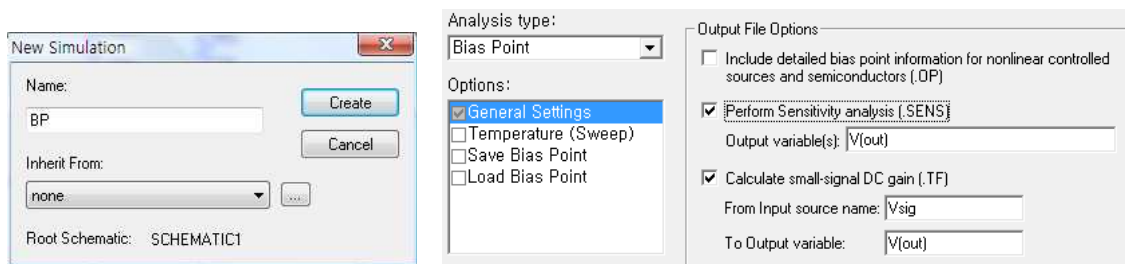 New Simulation
Name:
BP
Create
Cancel
Inherit From:
none
...
Root Schematic: SCHEMATIC1
Analysis type:
Bias Point
Options:
General Settings
Temperature (Sweep)
Save Bias Point
Load Bias Point
Output File Options
Include detailed bias point information for nonlinear controlled
sources and semiconductors (.OP)
Perform Sensitivity analysis (.SENS)
Output variable(s): V(out)
Calculate small-signal DC gain (.TF)
From Input source name: Vsig
To Output variable: V(out)